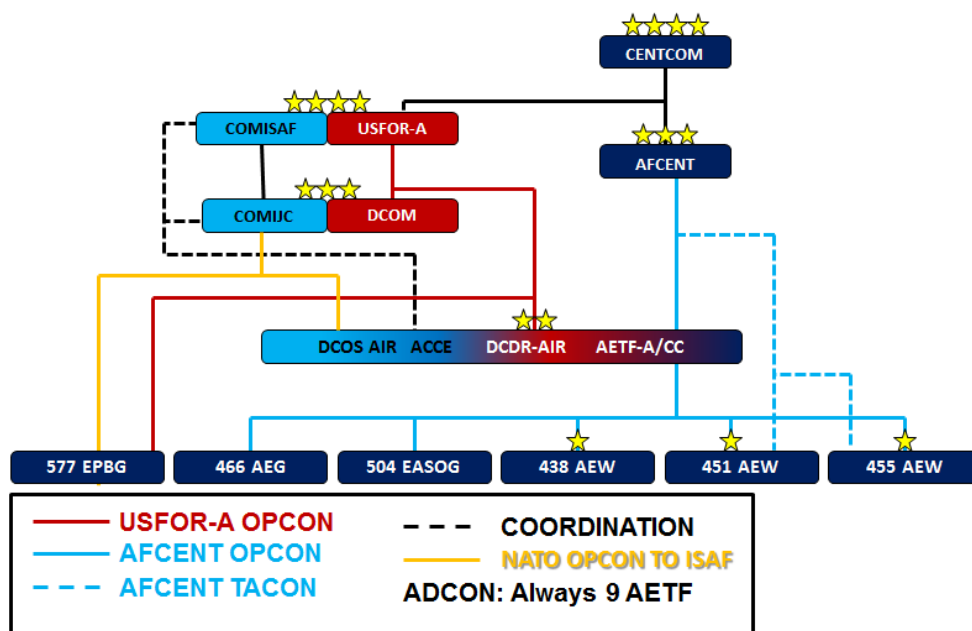 CENTCOM
COMISAF USFOR-A
AFCENT
COMIJC DCOM
DCOS AIR ACCE DCDR-AIR AETF-A/CC
577 EPBG 466 AEG 504 EASOG 438 AEW 451 AEW 455 AEW
USFOR-A OPCON
AFCENT OPCON
AFCENT TACON
COORDINATION
NATO OPCON TO ISAF
ADCON: Always 9 AETF